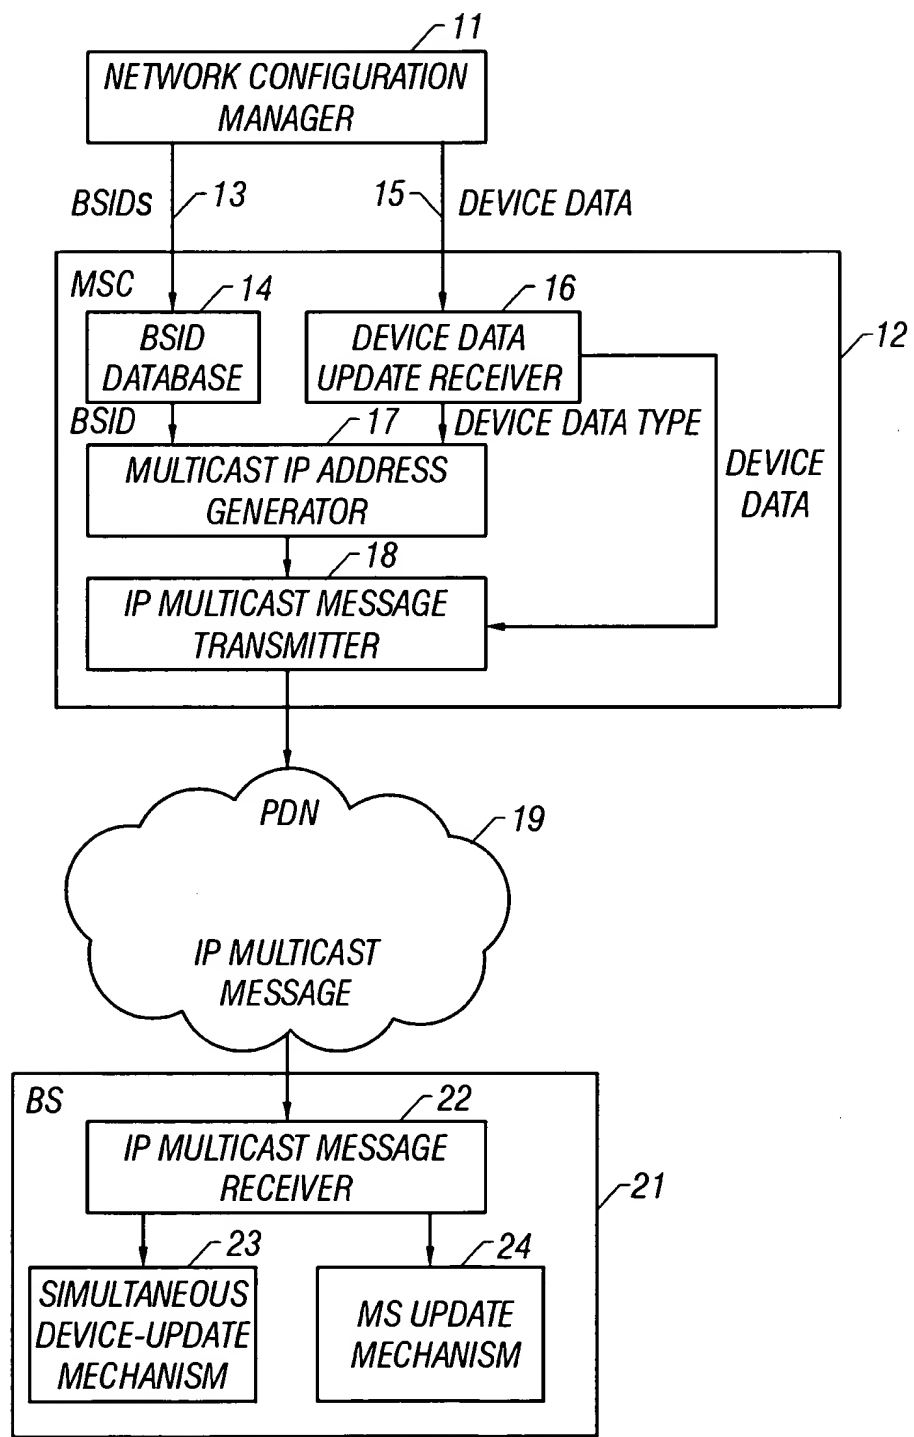 11
NETWORK CONFIGURATION
MANAGER
BSIDs
13
15
DEVICE DATA
MSC
14
16
12
BSID
DATABASE
DEVICE DATA
UPDATE RECEIVER
BSID
17
DEVICE DATA TYPE
MULTICAST IP ADDRESS
GENERATOR
DEVICE
DATA
18
IP MULTICAST MESSAGE
TRANSMITTER
PDN
19
IP MULTICAST
MESSAGE
BS
22
IP MULTICAST MESSAGE
RECEIVER
21
23
24
SIMULTANEOUS
DEVICE-UPDATE
MECHANISM
MS UPDATE
MECHANISM